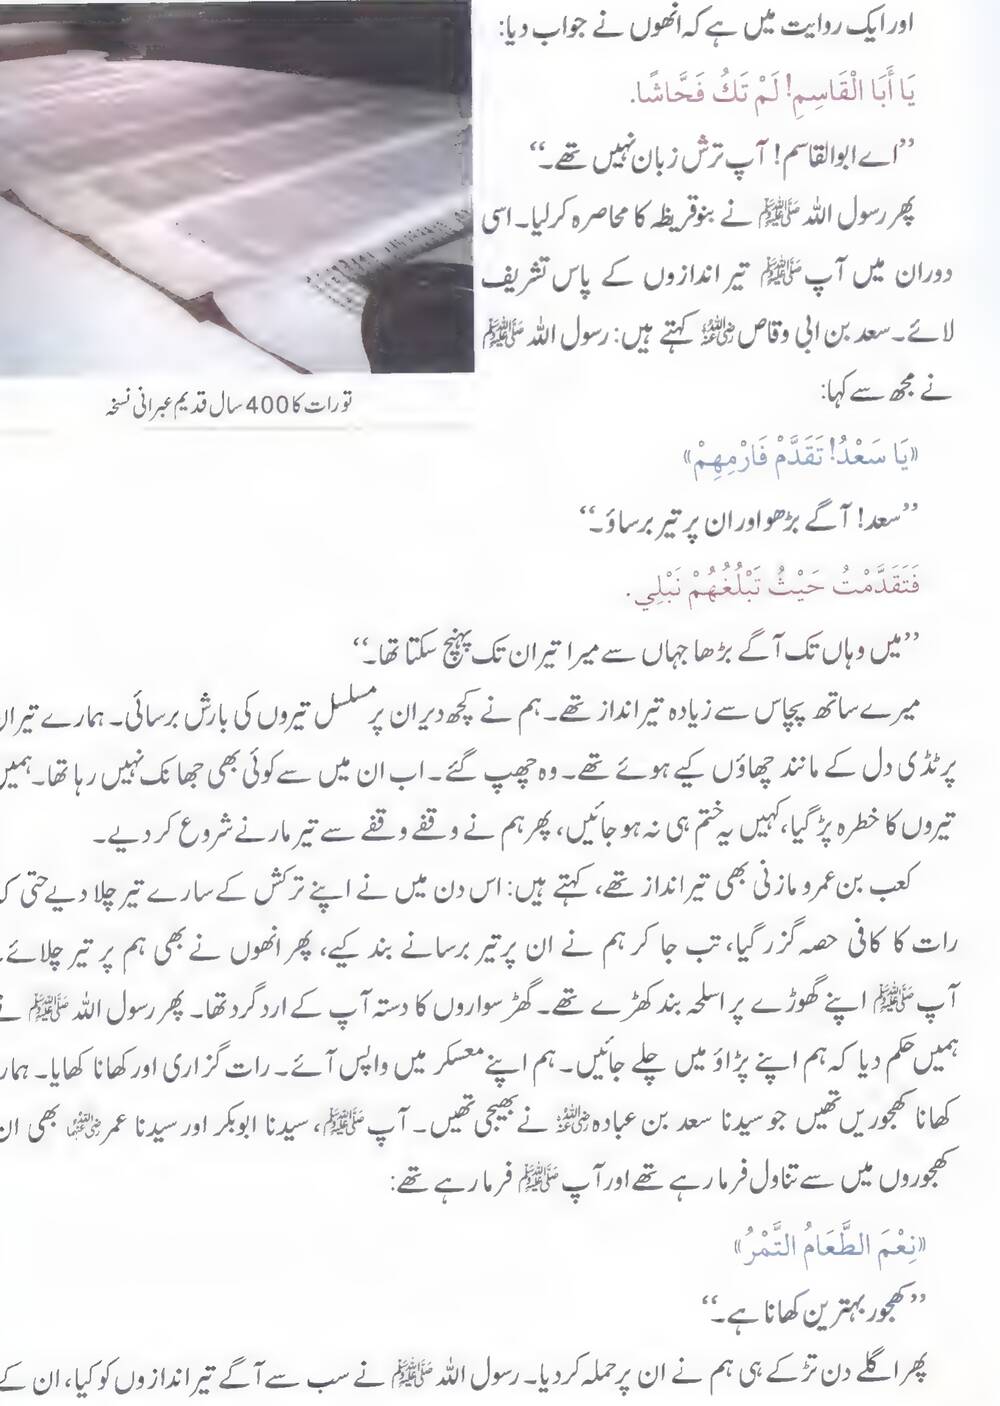 اور ایک روایت میں ہے کہ انھوں نے جواب دیا:
یَا أَبَا الْقَاسِمِ! لَمْ تَكُ فَحَّاشًا.
’’اے ابوالقاسم! آپ ترش زبان نہیں تھے۔‘‘
پھر رسول اللہ ﷺ نے بنو قریظہ کا محاصرہ کرلیا۔ اسی
دوران میں آپ ﷺ تیر اندازوں کے پاس تشریف
لائے۔ سعد بن ابی وقاص رضی اللہ عنہ کہتے ہیں: رسول اللہ ﷺ
نے مجھ سے کہا:
تورات کا 400 سال قدیم عبرانی نسخہ
«يَا سَعْدُ! تَقَدَّمْ فَارْمِهِمْ»
’’سعد! آگے بڑھو اور ان پر تیر برساؤ۔‘‘
فَتَقَدَّمْتُ حَيْثُ تَبْلُغُهُمْ نَبْلِي.
’’میں وہاں تک آگے بڑھا جہاں سے میرا تیر ان تک پہنچ سکتا تھا۔‘‘
میرے ساتھ پچاس سے زیادہ تیر انداز تھے۔ ہم نے کچھ دیر ان پر مسلسل تیروں کی بارش برسائی۔ ہمارے تیر ان
پر ٹڈی دل کے مانند چھاؤں کیے ہوئے تھے۔ وہ چھپ گئے۔ اب ان میں سے کوئی بھی جھانک نہیں رہا تھا۔ ہمیں
تیروں کا خطرہ پڑ گیا، کہیں یہ ختم ہی نہ ہو جائیں، پھر ہم نے وقفے وقفے سے تیر مارنے شروع کر دیے۔
کعب بن عمرو مازنی بھی تیر انداز تھے، کہتے ہیں: اس دن میں نے اپنے ترکش کے سارے تیر چلا دیے حتی کہ
رات کا کافی حصہ گزر گیا، تب جا کر ہم نے ان پر تیر برسانے بند کیے، پھر انھوں نے بھی ہم پر تیر چلائے۔
آپ ﷺ اپنے گھوڑے پر اسلحہ بند کھڑے تھے۔ گھڑ سواروں کا دستہ آپ کے ارد گرد تھا۔ پھر رسول اللہ ﷺ نے
ہمیں حکم دیا کہ ہم اپنے پڑاؤ میں چلے جائیں۔ ہم اپنے معسکر میں واپس آئے۔ رات گزاری اور کھانا کھایا۔ ہمار
کھانا کھجوریں تھیں جو سیدنا سعد بن عبادہ رضی اللہ عنہ نے بھیجی تھیں۔ آپ ﷺ، سیدنا ابوبکر اور سیدنا عمر رضی اللہ عنہما بھی ان
کھجوروں میں سے تناول فرما رہے تھے اور آپ ﷺ فرما رہے تھے:
«نِعْمَ الطَّعَامُ التَّمْرُ»
’’کھجور بہترین کھانا ہے۔‘‘
پھر اگلے دن تڑکے ہی ہم نے ان پر حملہ کر دیا۔ رسول اللہ ﷺ نے سب سے آگے تیر اندازوں کو کیا، ان کے